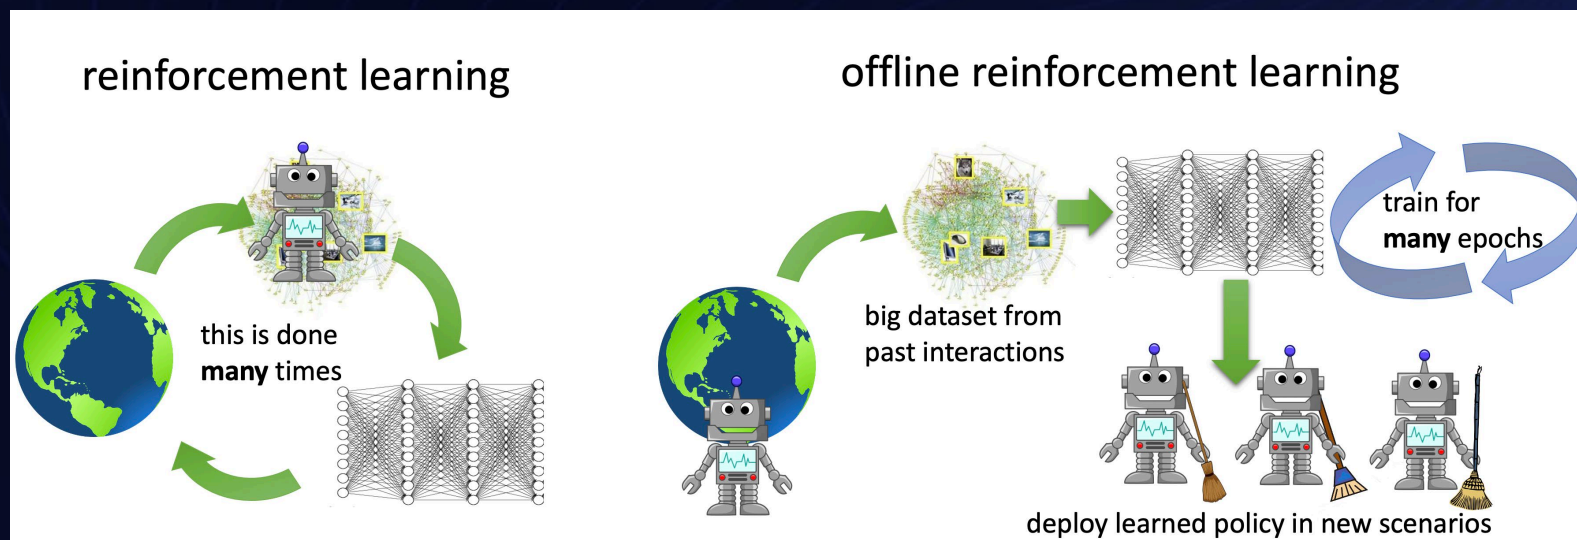 reinforcement learning
this is done
many times
offline reinforcement learning
big dataset from
past interactions
train for
many epochs
deploy learned policy in new scenarios